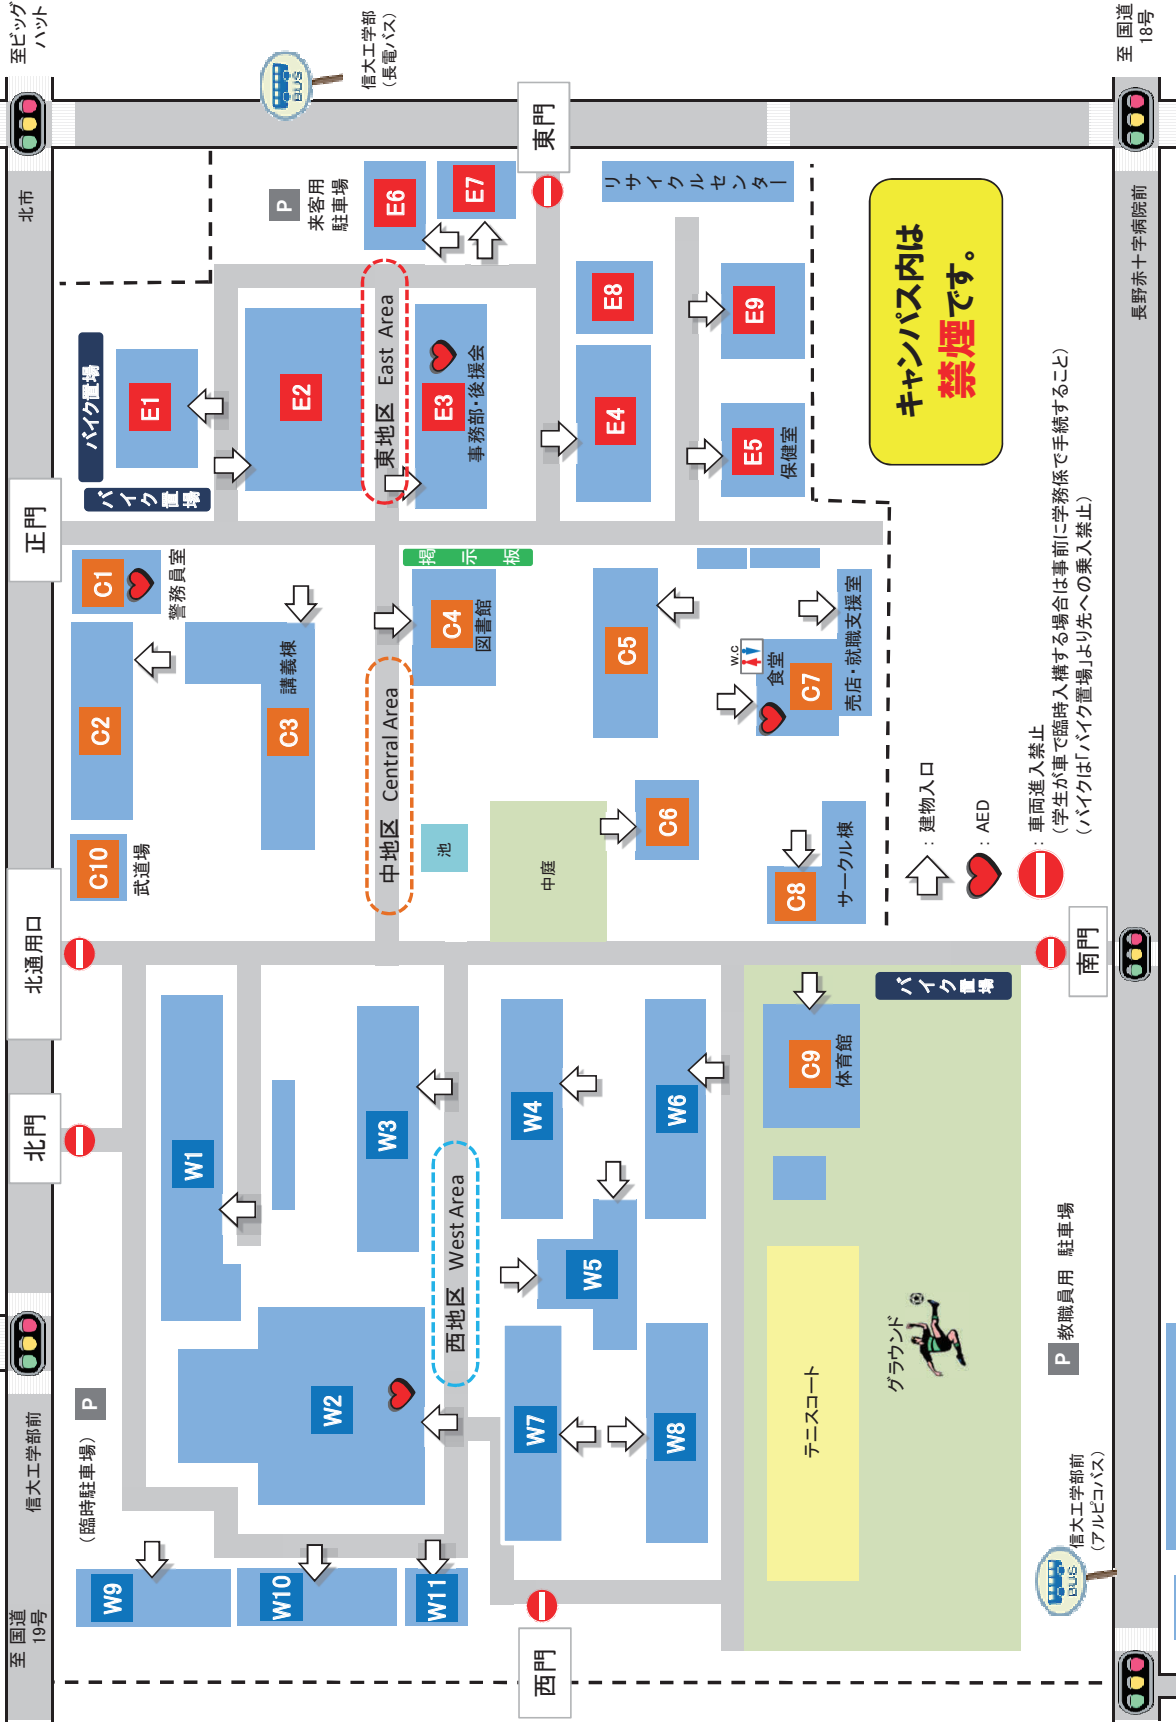 至 国道
19号
信大工学部前
北市
至ビッグ
ハット
北門
北通用口
正門
P
（臨時駐車場）
W9
W10
W11
W1
W2
W3
西地区 West Area
W4
W5
W6
W7
W8
西門
C10
武道場
C2
C1
警務員室
講義棟
C3
中地区 Central Area
池
中庭
掲示板
C4
図書館
C5
C6
w.c
食堂
C7
売店・就職支援室
C8
サークル棟
C9
体育館
バイク置場
バイク置場
バイク置場
E1
E2
東地区 East Area
E3
事務部・後援会
P
来客用
駐車場
E6
E7
東門
E8
E4
E9
E5
保健室
リサイクルセンター
BUS
信大工学部
（長電バス）
キャンパス内は
禁煙です。
：建物入口
：AED
：車両進入禁止
（学生が車で臨時入構する場合は事前に学務係で手続すること）
（バイクは「バイク置場」より先への乗入禁止）
テニスコート
グラウンド
P 教職員用 駐車場
BUS
信大工学部前
（アルピコバス）
南門
長野赤十字病院前
至 国道
18号